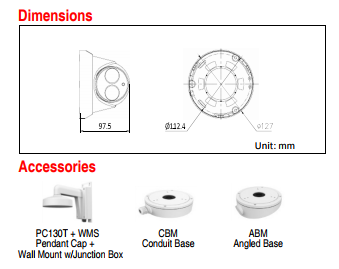 Dimensions
97.5
Ø112.4
Ø127
Unit: mm
Accessories
PC130T + WMS
Pendant Cap +
Wall Mount w/Junction Box
CBM
Conduit Base
ABM
Angled Base